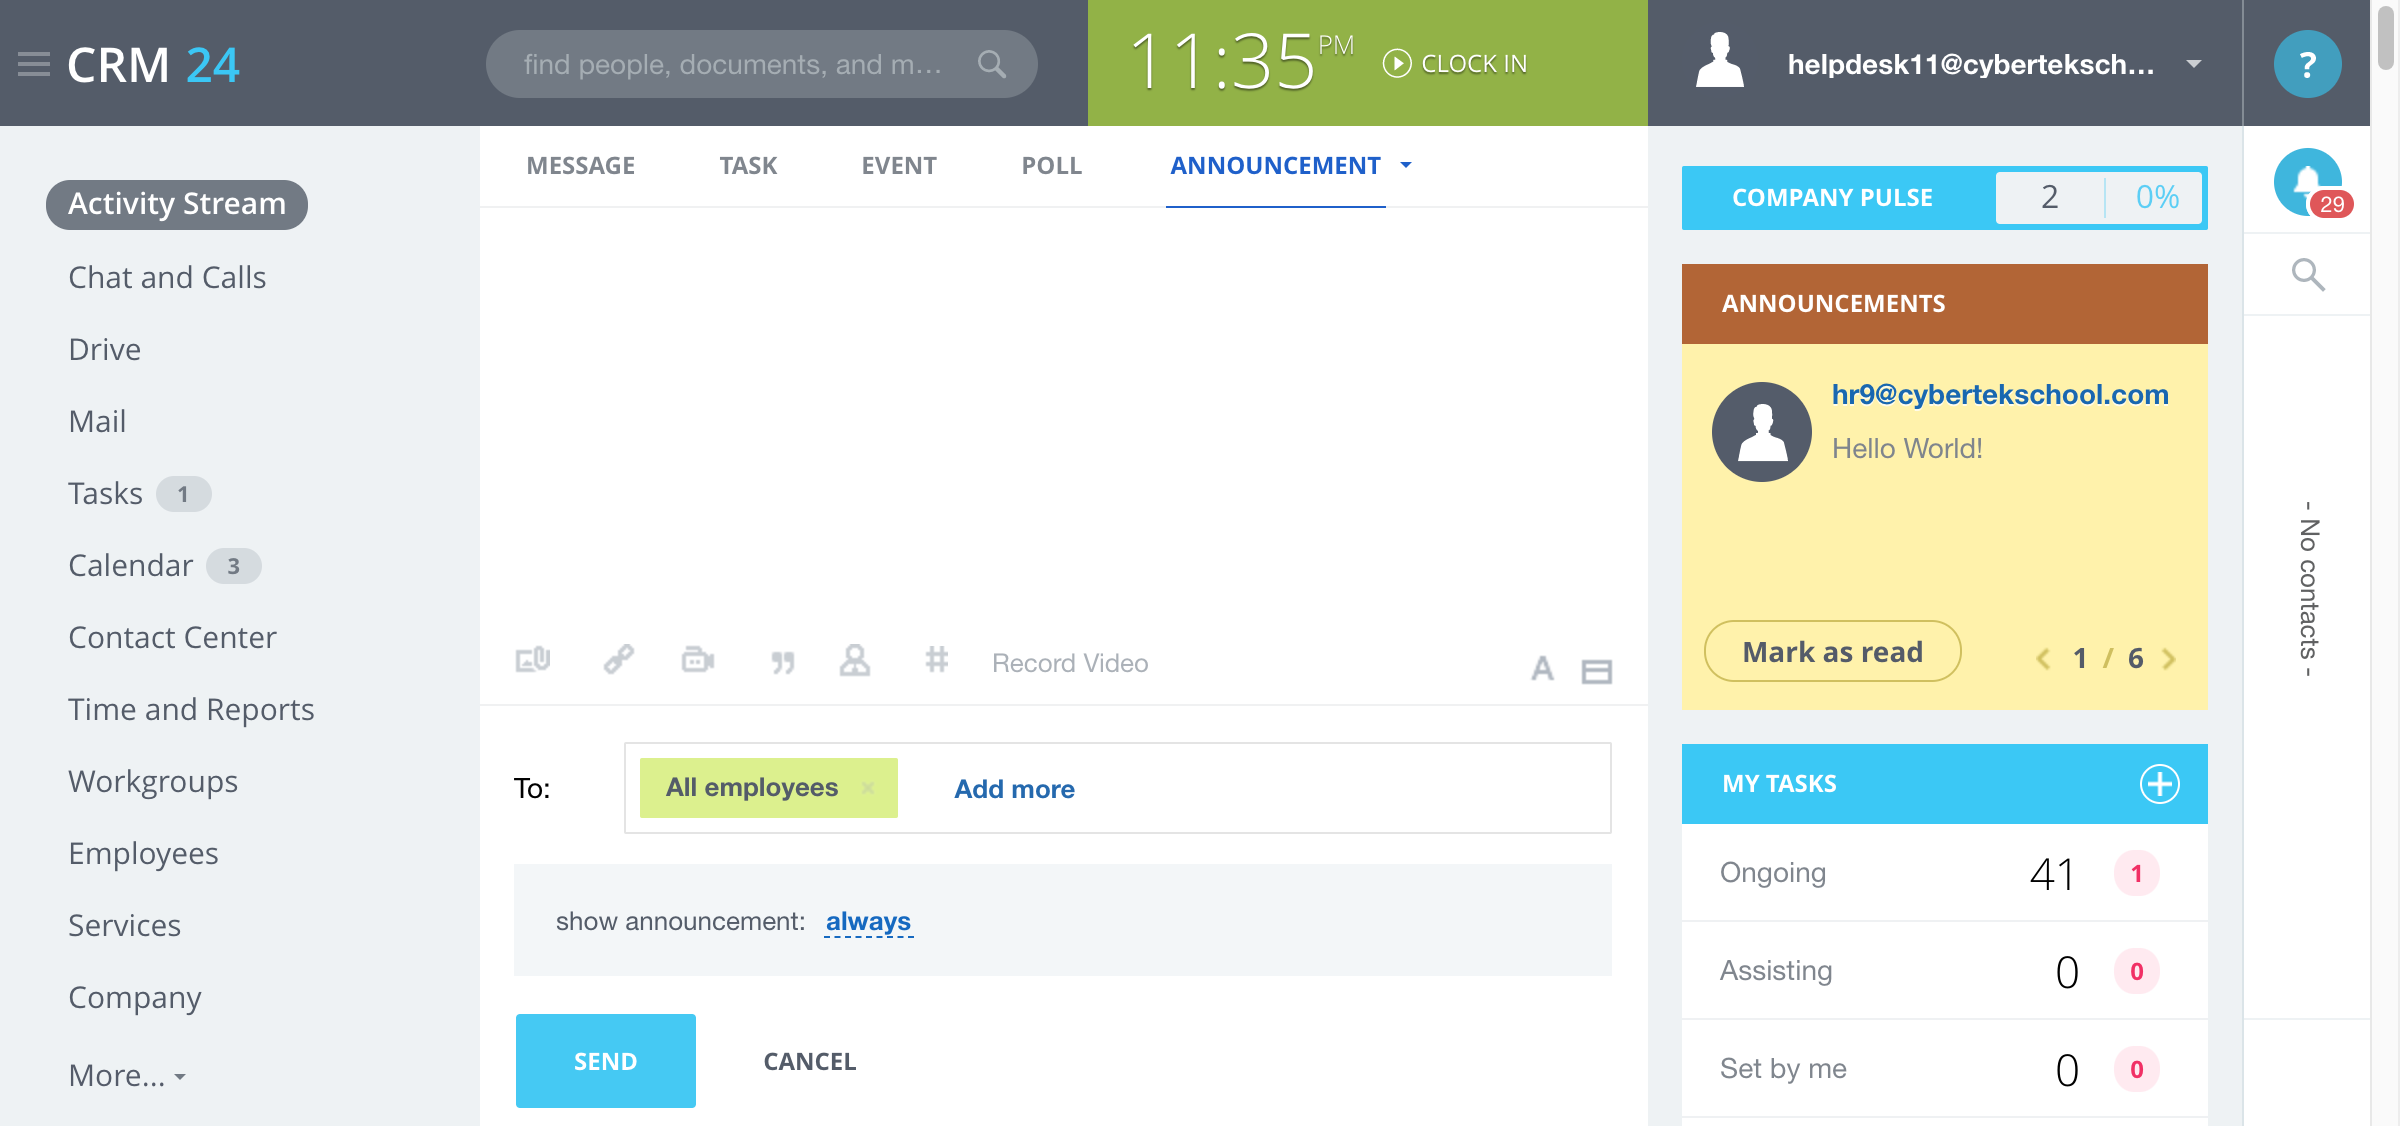 CRM 24
find people, documents, and m...
11:35 PM
CLOCK IN
helpdesk11@cyberteksch...
?
Activity Stream
Chat and Calls
Drive
Mail
Tasks 1
Calendar 3
Contact Center
Time and Reports
Workgroups
Employees
Services
Company
More...
MESSAGE
TASK
EVENT
POLL
ANNOUNCEMENT
Record Video
A
To:
All employees ×
Add more
show announcement: always
SEND
CANCEL
COMPANY PULSE 2 0%
ANNOUNCEMENTS
hr9@cybertekschool.com
Hello World!
Mark as read
1 / 6
MY TASKS
Ongoing 41 1
Assisting 0 0
Set by me 0 0
29
- No contacts -